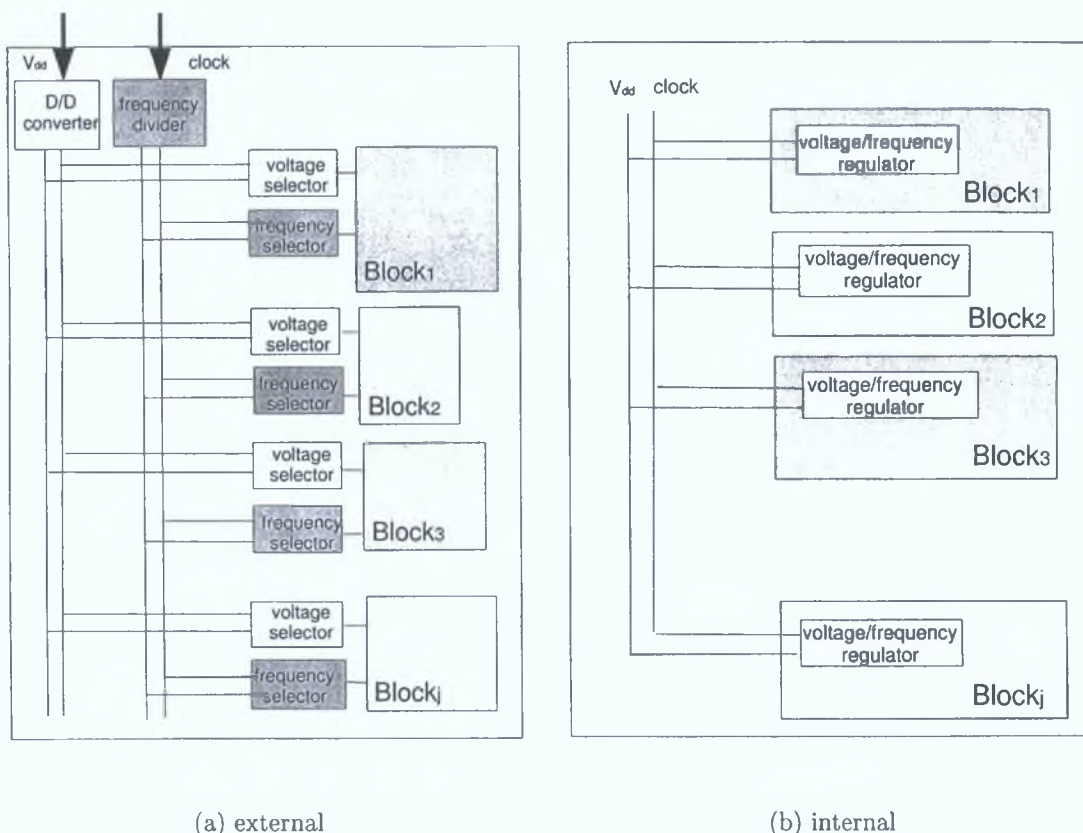 Vdd
clock
D/D
converter
frequency
divider
voltage
selector
frequency
selector
Block1
voltage
selector
frequency
selector
Block2
voltage
selector
frequency
selector
Block3
voltage
selector
frequency
selector
Blockj
(a) external
Vdd clock
voltage/frequency
regulator
Block1
voltage/frequency
regulator
Block2
voltage/frequency
regulator
Block3
voltage/frequency
regulator
Blockj
(b) internal